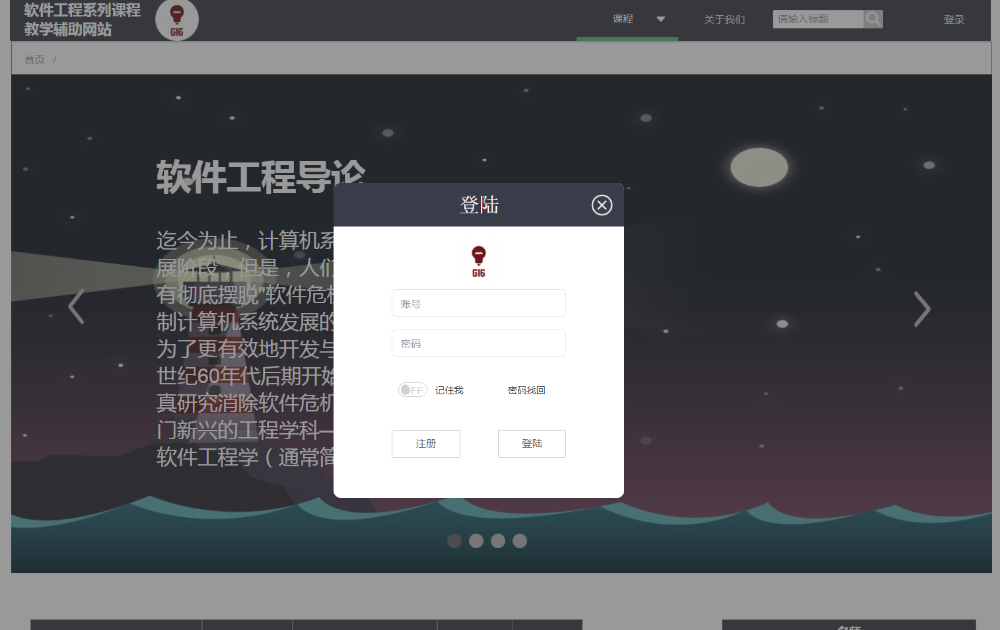 软件工程系列课程
教学辅助网站
G16
课程
关于我们
请输入标题
登录
首页 /
软件工程导论
迄今为止，计算机系
展阶段，但是，人们
有彻底摆脱"软件危机
制计算机系统发展的
为了更有效地开发与
世纪60年代后期开始
真研究消除软件危机
门新兴的工程学科一
软件工程学（通常简
登陆
G16
账号
密码
FF 记住我 密码找回
注册 登陆
名师